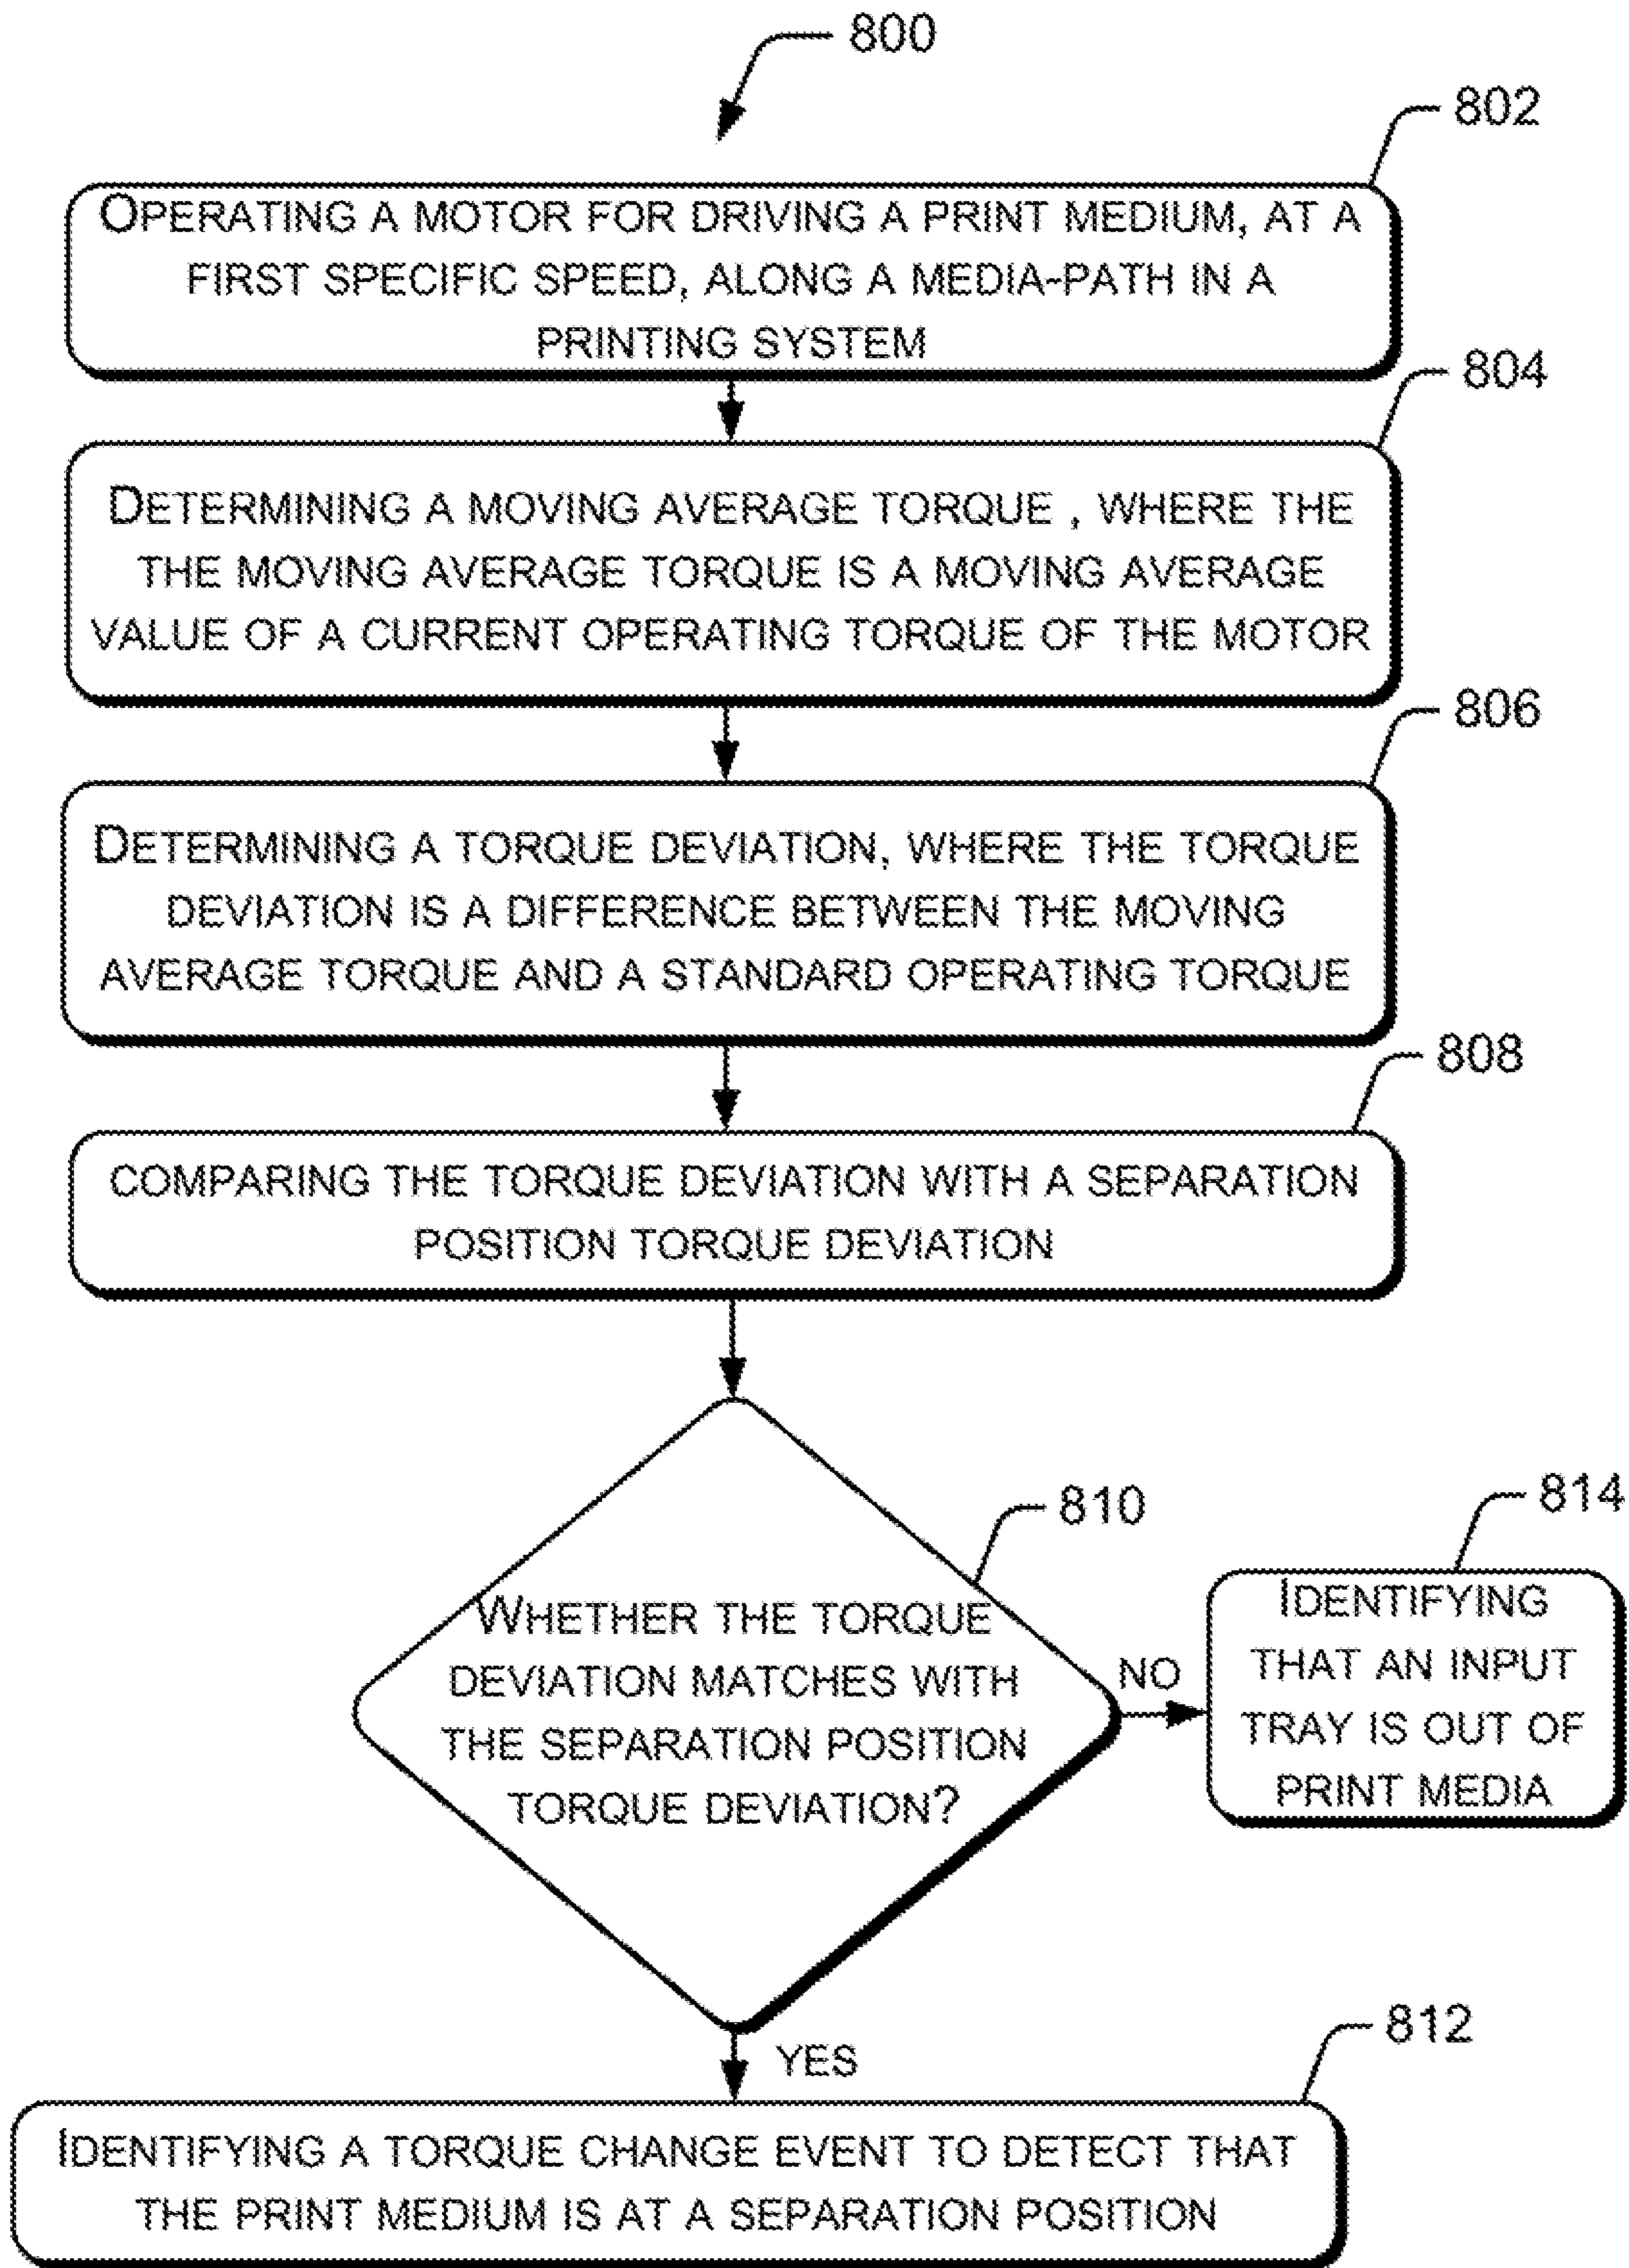 800
802
OPERATING A MOTOR FOR DRIVING A PRINT MEDIUM, AT A
FIRST SPECIFIC SPEED, ALONG A MEDIA-PATH IN A
PRINTING SYSTEM
804
DETERMINING A MOVING AVERAGE TORQUE , WHERE THE
THE MOVING AVERAGE TORQUE IS A MOVING AVERAGE
VALUE OF A CURRENT OPERATING TORQUE OF THE MOTOR
806
DETERMINING A TORQUE DEVIATION, WHERE THE TORQUE
DEVIATION IS A DIFFERENCE BETWEEN THE MOVING
AVERAGE TORQUE AND A STANDARD OPERATING TORQUE
808
COMPARING THE TORQUE DEVIATION WITH A SEPARATION
POSITION TORQUE DEVIATION
810
WHETHER THE TORQUE
DEVIATION MATCHES WITH
THE SEPARATION POSITION
TORQUE DEVIATION?
NO
814
IDENTIFYING
THAT AN INPUT
TRAY IS OUT OF
PRINT MEDIA
YES
812
IDENTIFYING A TORQUE CHANGE EVENT TO DETECT THAT
THE PRINT MEDIUM IS AT A SEPARATION POSITION